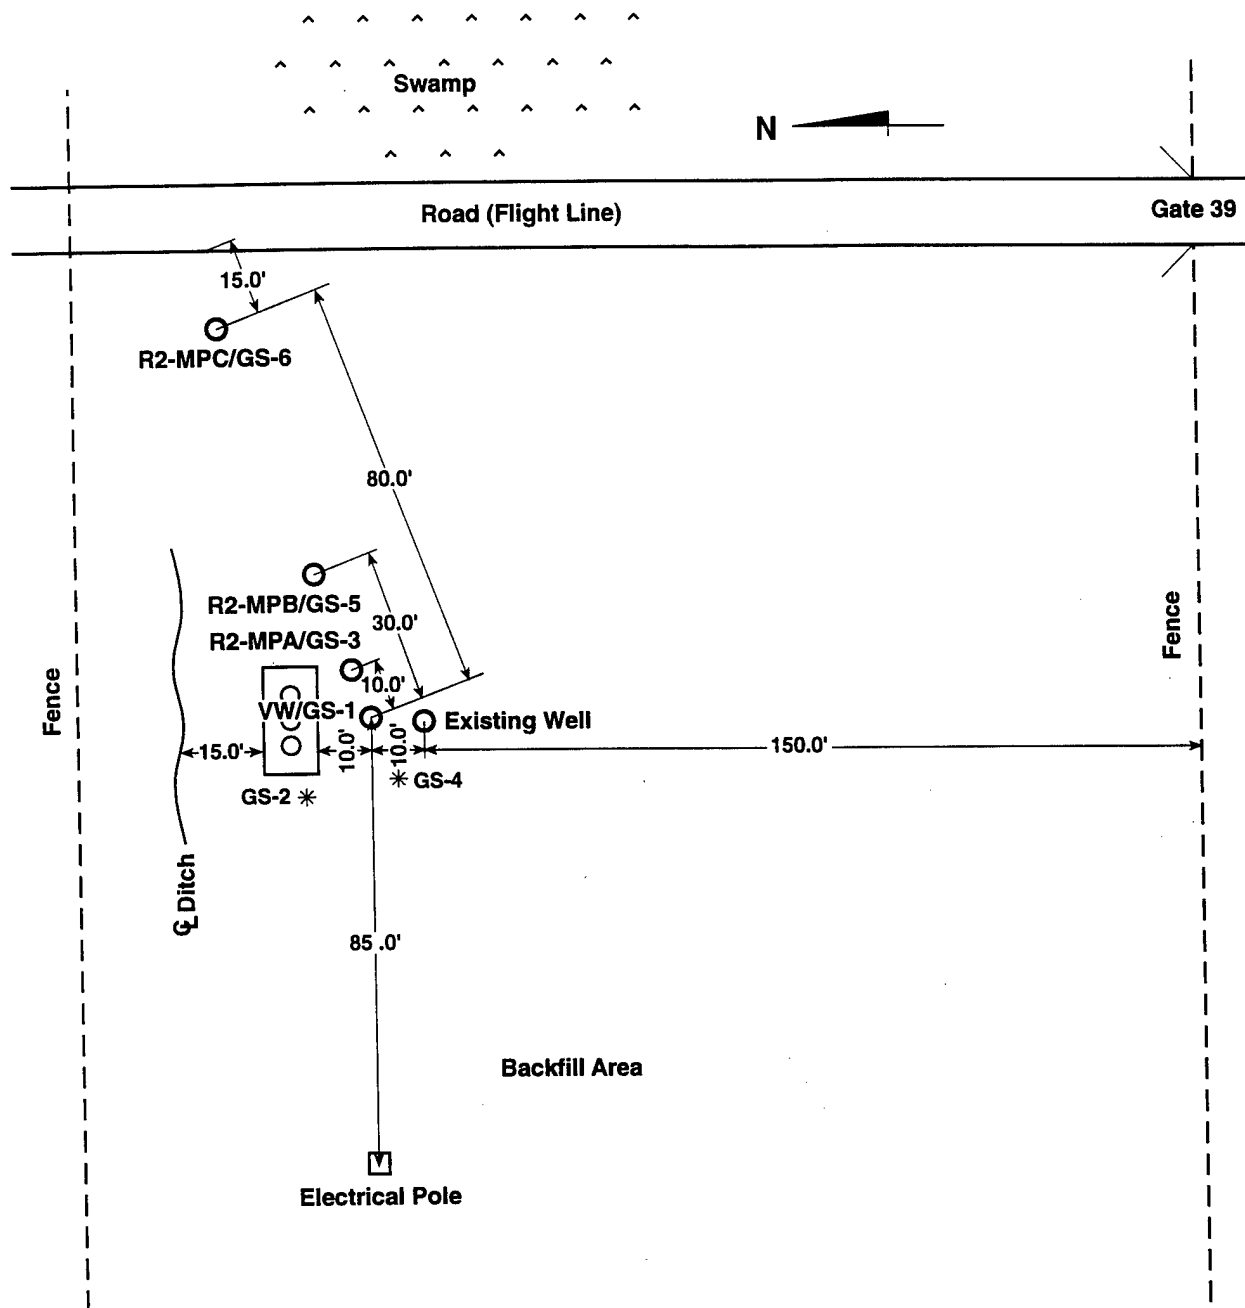 Swamp
N
Road (Flight Line)
Gate 39
15.0'
R2-MPC/GS-6
80.0'
R2-MPB/GS-5
30.0'
R2-MPA/GS-3
10.0'
VW/GS-1
Existing Well
Fence
Fence
15.0'
10.0'
10.0'
150.0'
GS-2
GS-4
℄ Ditch
85.0'
Backfill Area
Electrical Pole